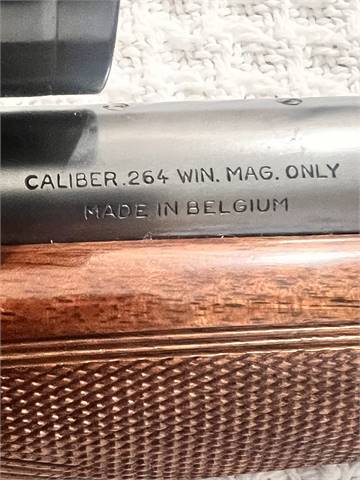 CALIBER .264 WIN. MAG. ONLY
MADE IN BELGIUM